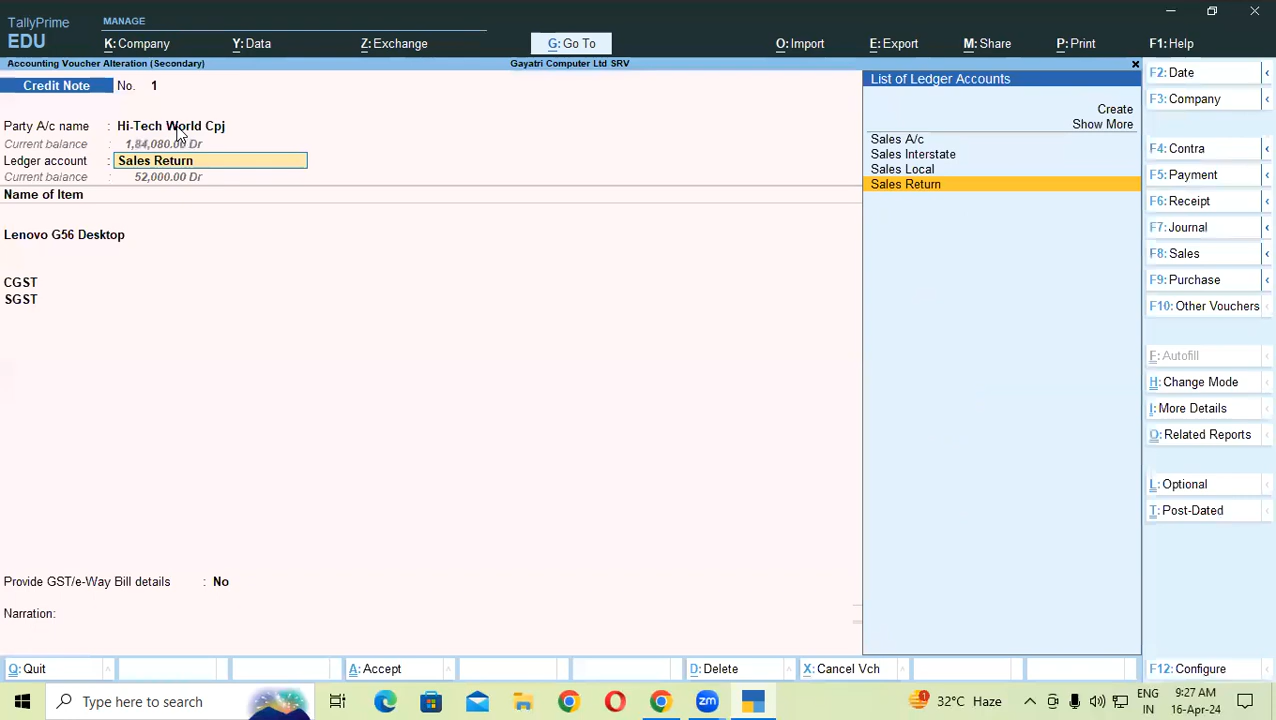 TallyPrime
EDU
MANAGE
K: Company
Y: Data
Z: Exchange
G: Go To
O: Import
E: Export
M: Share
P: Print
F1: Help
Accounting Voucher Alteration (Secondary)
Gayatri Computer Ltd SRV
Credit Note
No. 1
Party A/c name : Hi-Tech World Cpj
Current balance : 1,84,080.00 Dr
Ledger account : Sales Return
Current balance : 52,000.00 Dr
Name of Item
Lenovo G56 Desktop
CGST
SGST
Provide GST/e-Way Bill details : No
Narration:
List of Ledger Accounts
Create
Show More
Sales A/c
Sales Interstate
Sales Local
Sales Return
F2: Date
F3: Company
F4: Contra
F5: Payment
F6: Receipt
F7: Journal
F8: Sales
F9: Purchase
F10: Other Vouchers
F: Autofill
H: Change Mode
I: More Details
O: Related Reports
L: Optional
T: Post-Dated
Q: Quit
A: Accept
D: Delete
X: Cancel Vch
F12: Configure
Type here to search
zm
1
32°C Haze
ENG
IN
9:27 AM
16-Apr-24